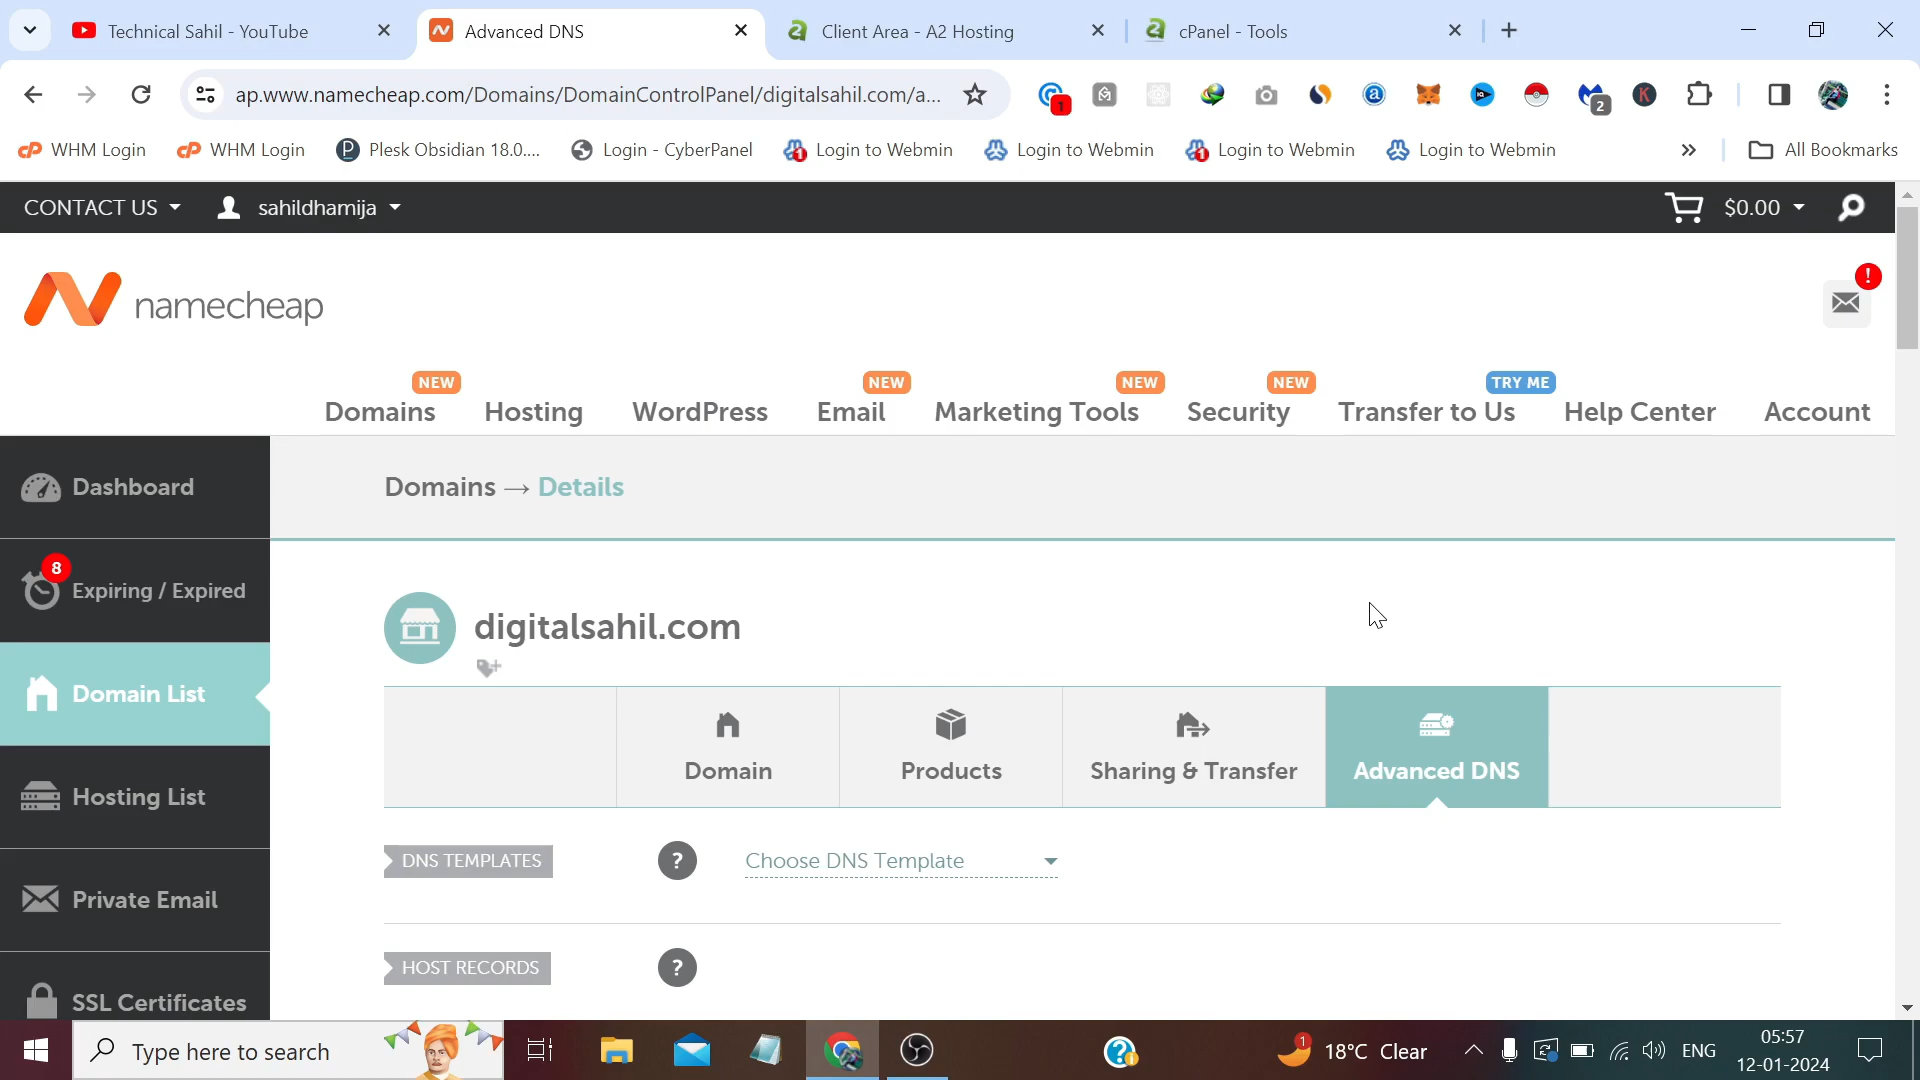 Technical Sahil - YouTube
Advanced DNS
Client Area - A2 Hosting
cPanel - Tools
ap.www.namecheap.com/Domains/DomainControlPanel/digitalsahil.com/a...
1
2
K
cP WHM Login
cP WHM Login
Plesk Obsidian 18.0....
Login - CyberPanel
Login to Webmin
Login to Webmin
Login to Webmin
Login to Webmin
»
All Bookmarks
CONTACT US
sahildhamija
$0.00
namecheap
!
NEW
NEW
NEW
NEW
TRY ME
Domains
Hosting
WordPress
Email
Marketing Tools
Security
Transfer to Us
Help Center
Account
Dashboard
Domains → Details
8
Expiring / Expired
digitalsahil.com
Domain List
Domain
Products
Sharing & Transfer
Advanced DNS
Hosting List
DNS TEMPLATES
?
Choose DNS Template
Private Email
HOST RECORDS
?
SSL Certificates
Type here to search
1
18°C Clear
ENG
05:57
12-01-2024